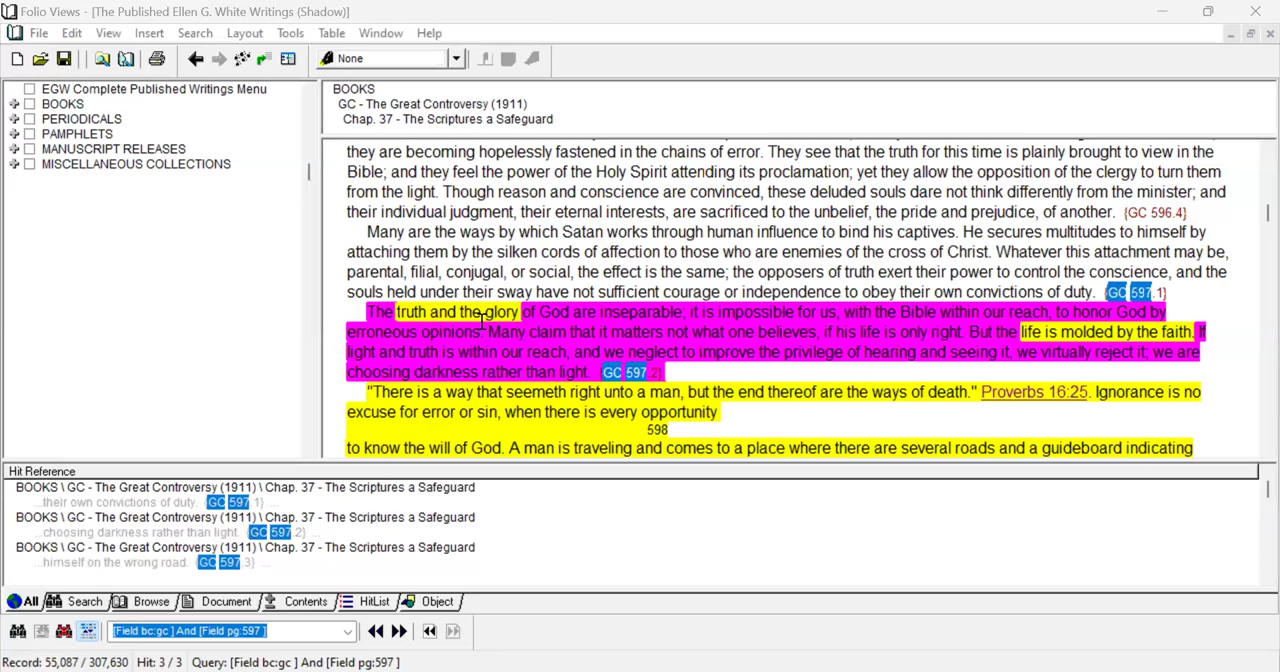 Folio Views - [The Published Ellen G. White Writings (Shadow)]
File Edit View Insert Search Layout Tools Table Window Help
None
EGW Complete Published Writings Menu
BOOKS
PERIODICALS
PAMPHLETS
MANUSCRIPT RELEASES
MISCELLANEOUS COLLECTIONS
BOOKS
GC - The Great Controversy (1911)
Chap. 37 - The Scriptures a Safeguard
they are becoming hopelessly fastened in the chains of error. They see that the truth for this time is plainly brought to view in the
Bible; and they feel the power of the Holy Spirit attending its proclamation; yet they allow the opposition of the clergy to turn them
from the light. Though reason and conscience are convinced, these deluded souls dare not think differently from the minister; and
their individual judgment, their eternal interests, are sacrificed to the unbelief, the pride and prejudice, of another. {GC 596.4}
Many are the ways by which Satan works through human influence to bind his captives. He secures multitudes to himself by
attaching them by the silken cords of affection to those who are enemies of the cross of Christ. Whatever this attachment may be,
parental, filial, conjugal, or social, the effect is the same; the opposers of truth exert their power to control the conscience, and the
souls held under their sway have not sufficient courage or independence to obey their own convictions of duty. {GC 597.1}
The truth and the glory of God are inseparable; it is impossible for us, with the Bible within our reach, to honor God by
erroneous opinions. Many claim that it matters not what one believes, if his life is only right. But the life is molded by the faith. If
light and truth is within our reach, and we neglect to improve the privilege of hearing and seeing it, we virtually reject it; we are
choosing darkness rather than light. {GC 597.2}
"There is a way that seemeth right unto a man, but the end thereof are the ways of death." Proverbs 16:25. Ignorance is no
excuse for error or sin, when there is every opportunity
598
to know the will of God. A man is traveling and comes to a place where there are several roads and a guideboard indicating
Hit Reference
BOOKS \ GC - The Great Controversy (1911) \ Chap. 37 - The Scriptures a Safeguard
...their own convictions of duty. {GC 597.1} ...
BOOKS \ GC - The Great Controversy (1911) \ Chap. 37 - The Scriptures a Safeguard
...choosing darkness rather than light. {GC 597.2} ...
BOOKS \ GC - The Great Controversy (1911) \ Chap. 37 - The Scriptures a Safeguard
...himself on the wrong road. {GC 597.3} ...
All Search Browse Document Contents HitList Object
[Field bc:gc ] And [Field pg:597 ]
Record: 55,087 / 307,630 Hit: 3 / 3 Query: [Field bc:gc ] And [Field pg:597 ]